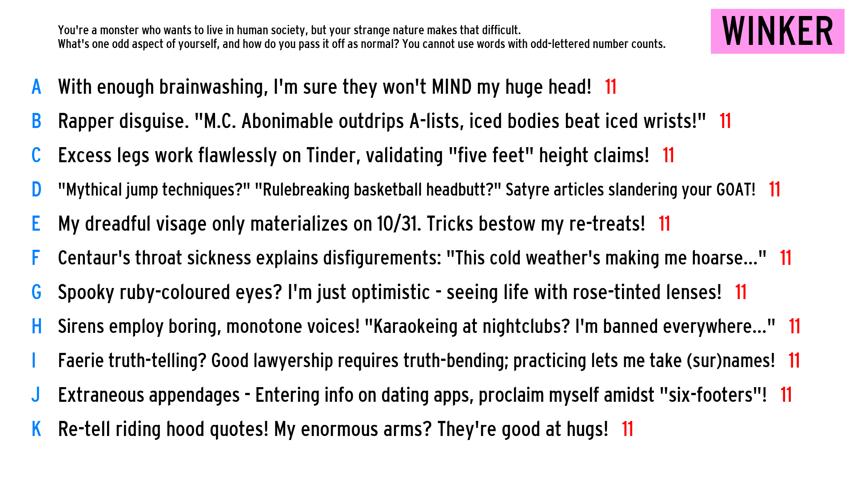 You're a monster who wants to live in human society, but your strange nature makes that difficult.
What's one odd aspect of yourself, and how do you pass it off as normal? You cannot use words with odd-lettered number counts.
WINKER
A With enough brainwashing, I'm sure they won't MIND my huge head! 11
B Rapper disguise. "M.C. Abonimable outdrips A-lists, iced bodies beat iced wrists!" 11
C Excess legs work flawlessly on Tinder, validating "five feet" height claims! 11
D "Mythical jump techniques?" "Rulebreaking basketball headbutt?" Satyre articles slandering your GOAT! 11
E My dreadful visage only materializes on 10/31. Tricks bestow my re-treats! 11
F Centaur's throat sickness explains disfigurements: "This cold weather's making me hoarse..." 11
G Spooky ruby-coloured eyes? I'm just optimistic - seeing life with rose-tinted lenses! 11
H Sirens employ boring, monotone voices! "Karaokeing at nightclubs? I'm banned everywhere..." 11
I Faerie truth-telling? Good lawyership requires truth-bending; practicing lets me take (sur)names! 11
J Extraneous appendages - Entering info on dating apps, proclaim myself amidst "six-footers"! 11
K Re-tell riding hood quotes! My enormous arms? They're good at hugs! 11